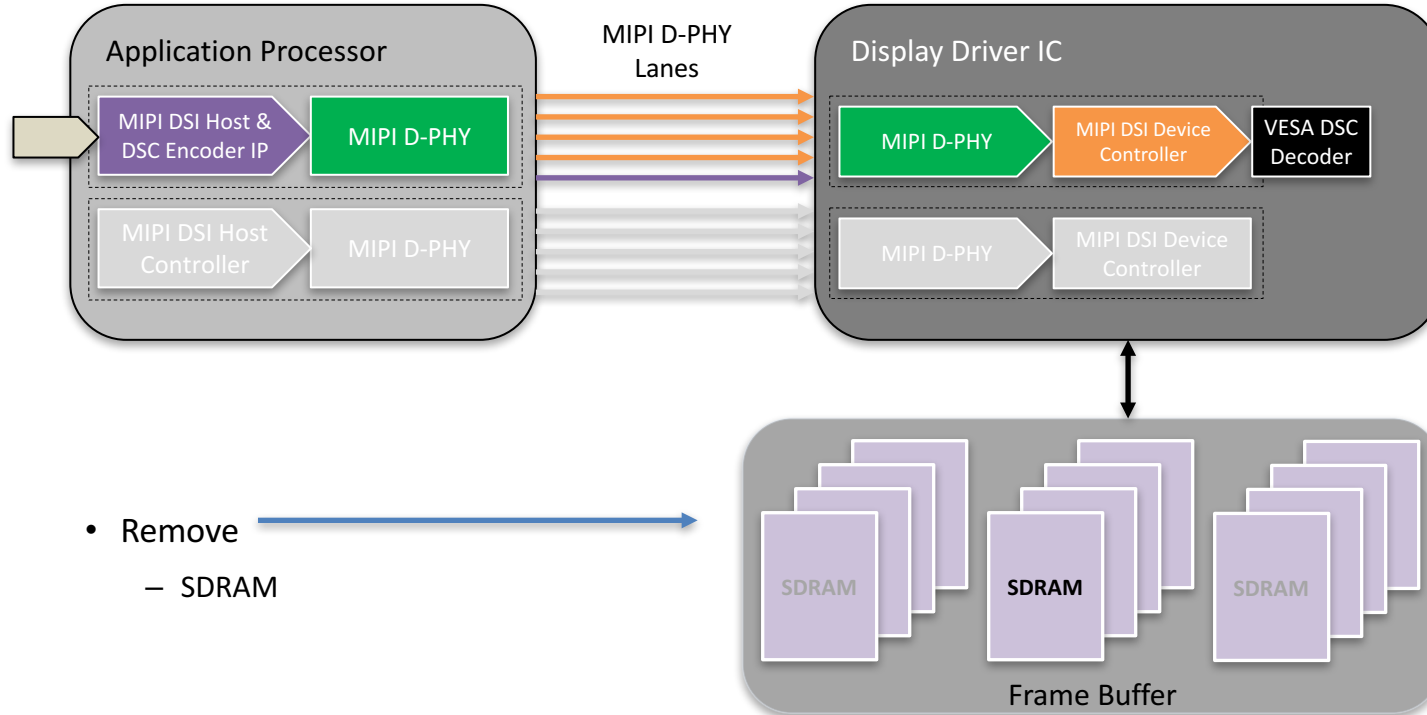 Application Processor
MIPI DSI Host &
DSC Encoder IP
MIPI D-PHY
MIPI DSI Host
Controller
MIPI D-PHY
MIPI D-PHY
Lanes
Display Driver IC
MIPI D-PHY
MIPI DSI Device
Controller
VESA DSC
Decoder
MIPI D-PHY
MIPI DSI Device
Controller
• Remove
– SDRAM
SDRAM
SDRAM
SDRAM
Frame Buffer